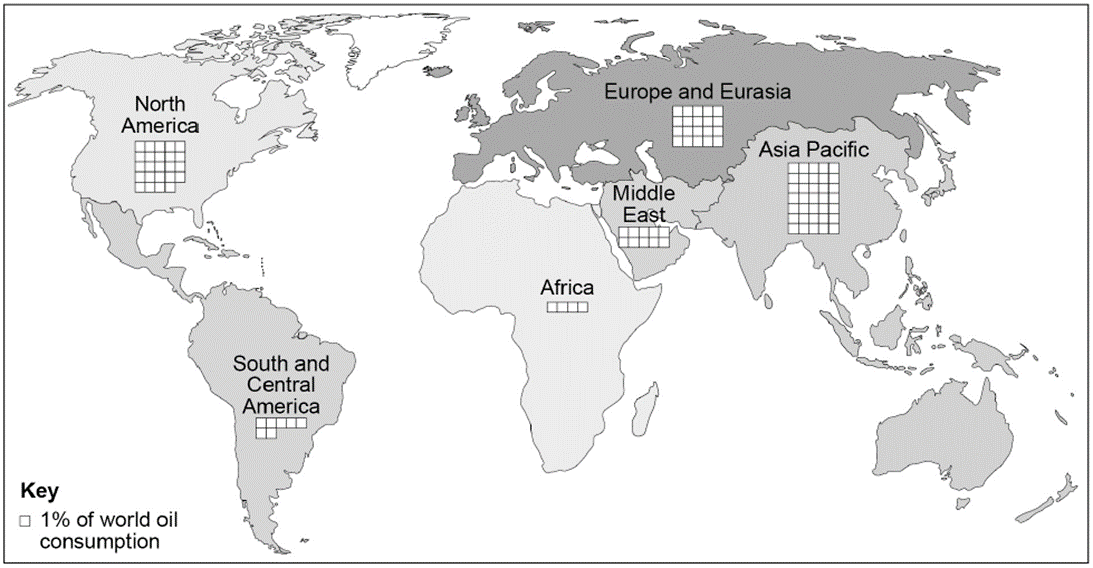 North
America
Europe and Eurasia
Asia Pacific
Middle
East
Africa
South and
Central
America
Key
1% of world oil
consumption